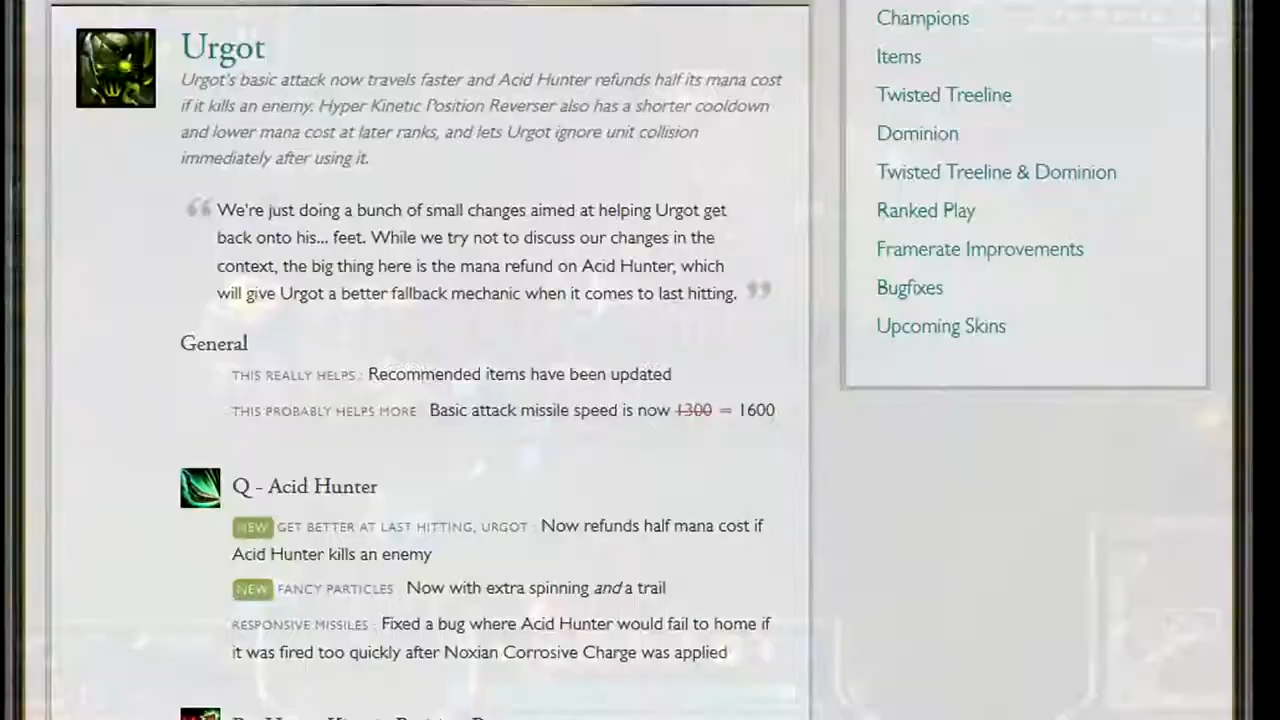 Urgot
Urgot's basic attack now travels faster and Acid Hunter refunds half its mana cost
if it kills an enemy. Hyper Kinetic Position Reverser also has a shorter cooldown
and lower mana cost at later ranks, and lets Urgot ignore unit collision
immediately after using it.
“ We're just doing a bunch of small changes aimed at helping Urgot get
back onto his... feet. While we try not to discuss our changes in the
context, the big thing here is the mana refund on Acid Hunter, which
will give Urgot a better fallback mechanic when it comes to last hitting. ”
General
THIS REALLY HELPS : Recommended items have been updated
THIS PROBABLY HELPS MORE Basic attack missile speed is now 1300 ⇒ 1600
Q - Acid Hunter
NEW GET BETTER AT LAST HITTING, URGOT : Now refunds half mana cost if
Acid Hunter kills an enemy
NEW FANCY PARTICLES Now with extra spinning and a trail
RESPONSIVE MISSILES : Fixed a bug where Acid Hunter would fail to home if
it was fired too quickly after Noxian Corrosive Charge was applied
Champions
Items
Twisted Treeline
Dominion
Twisted Treeline & Dominion
Ranked Play
Framerate Improvements
Bugfixes
Upcoming Skins